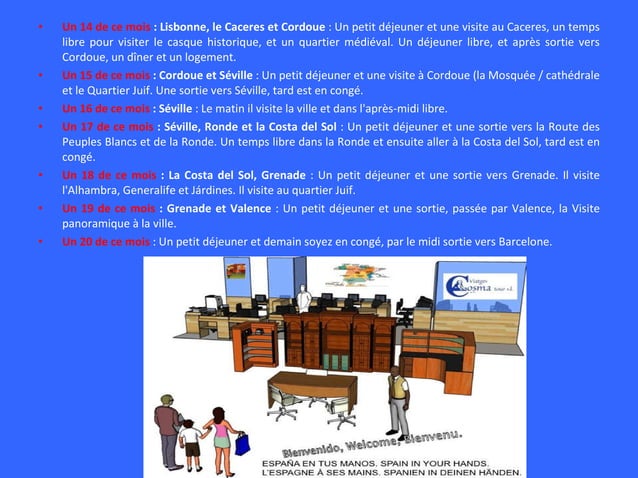 • Un 14 de ce mois : Lisbonne, le Caceres et Cordoue : Un petit déjeuner et une visite au Caceres, un temps
libre pour visiter le casque historique, et un quartier médiéval. Un déjeuner libre, et après sortie vers
Cordoue, un dîner et un logement.
• Un 15 de ce mois : Cordoue et Séville : Un petit déjeuner et une visite à Cordoue (la Mosquée / cathédrale
et le Quartier Juif. Une sortie vers Séville, tard est en congé.
• Un 16 de ce mois : Séville : Le matin il visite la ville et dans l'après-midi libre.
• Un 17 de ce mois : Séville, Ronde et la Costa del Sol : Un petit déjeuner et une sortie vers la Route des
Peuples Blancs et de la Ronde. Un temps libre dans la Ronde et ensuite aller à la Costa del Sol, tard est en
congé.
• Un 18 de ce mois : La Costa del Sol, Grenade : Un petit déjeuner et une sortie vers Grenade. Il visite
l'Alhambra, Generalife et Járdines. Il visite au quartier Juif.
• Un 19 de ce mois : Grenade et Valence : Un petit déjeuner et une sortie, passée par Valence, la Visite
panoramique à la ville.
• Un 20 de ce mois : Un petit déjeuner et demain soyez en congé, par le midi sortie vers Barcelone.
Viatges
Cosma tour s.l.
Bienvenido, Welcome, Bienvenu.
ESPAÑA EN TUS MANOS. SPAIN IN YOUR HANDS.
L'ESPAGNE À SES MAINS. SPANIEN IN DEINEN HÄNDEN.